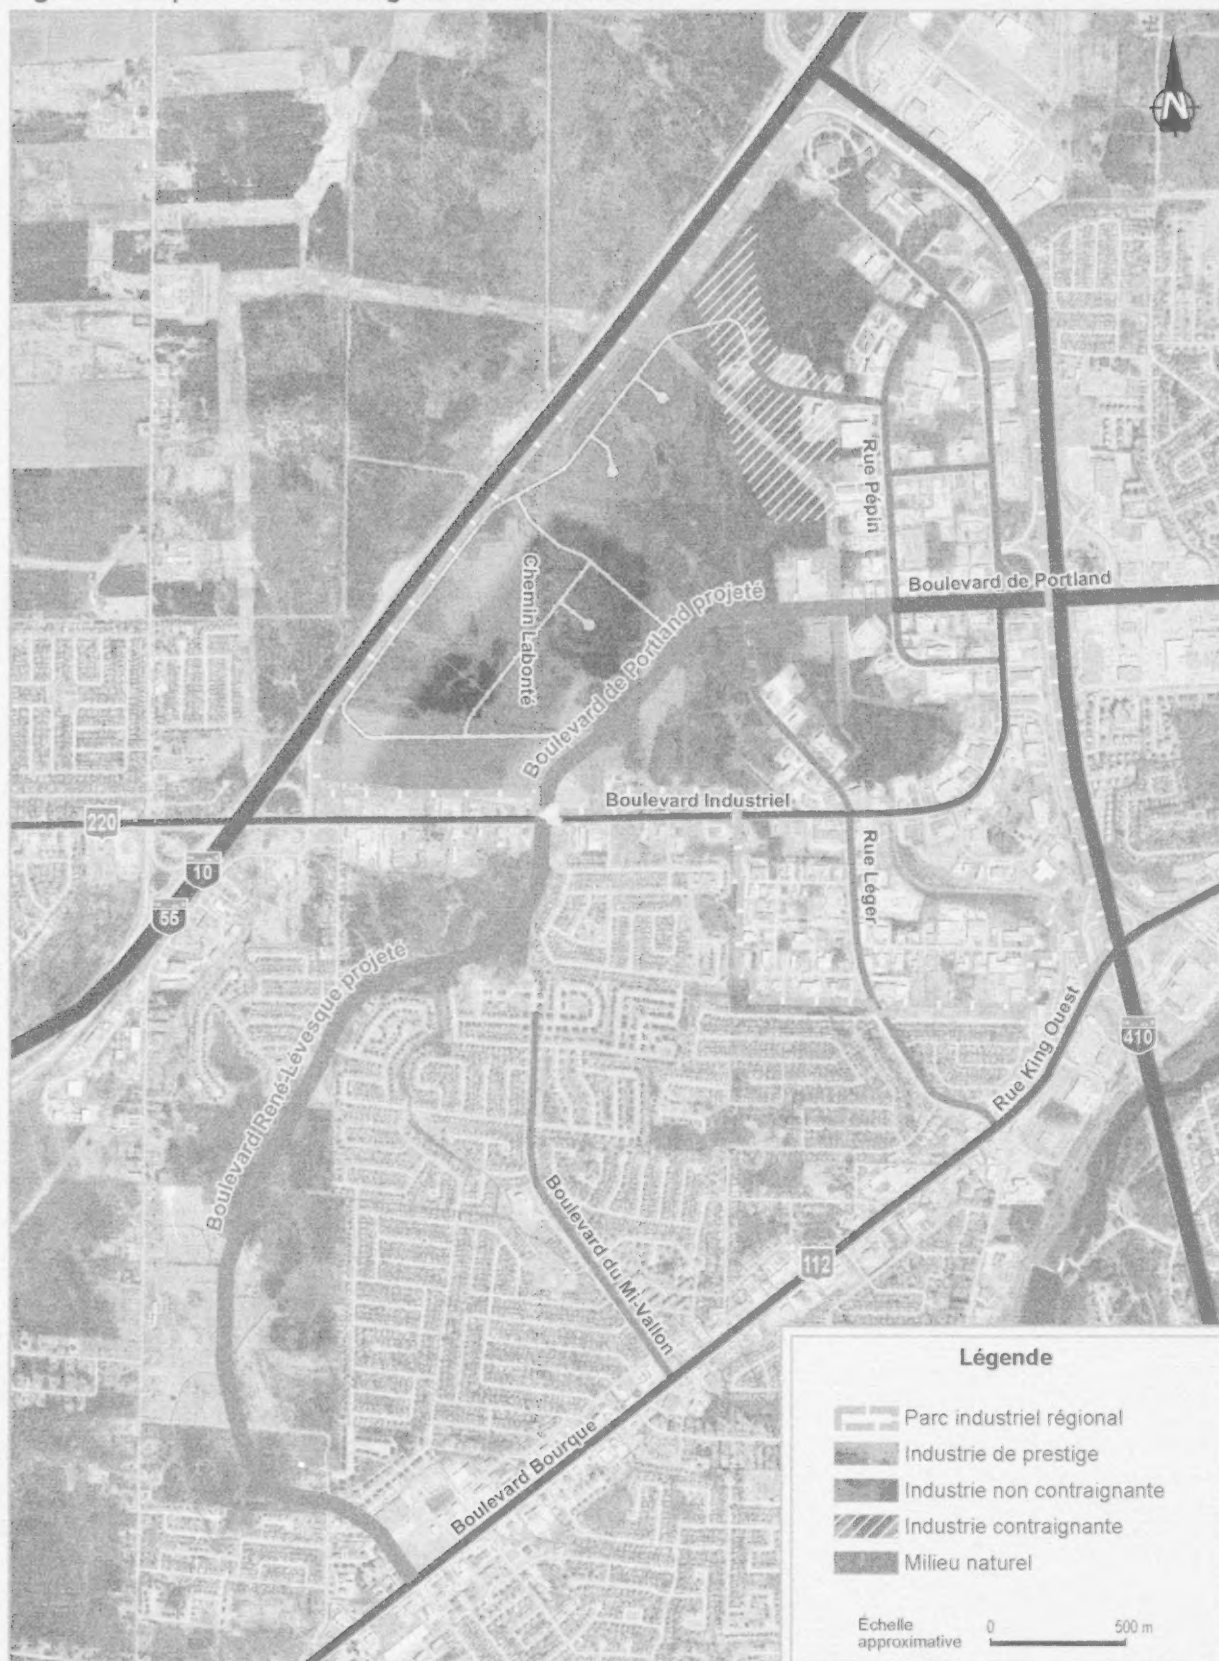 N
Rue Pépin
Boulevard de Portland
Boulevard de Portland projeté
Chemin Labonté
Boulevard Industriel
220
10
55
Rue Léger
Boulevard René-Lévesque projeté
Rue King Ouest
410
Boulevard du Mi-Vallon
112
Boulevard Bourque
Légende
Parc industriel régional
Industrie de prestige
Industrie non contraignante
Industrie contraignante
Milieu naturel
Échelle
approximative
0
500 m